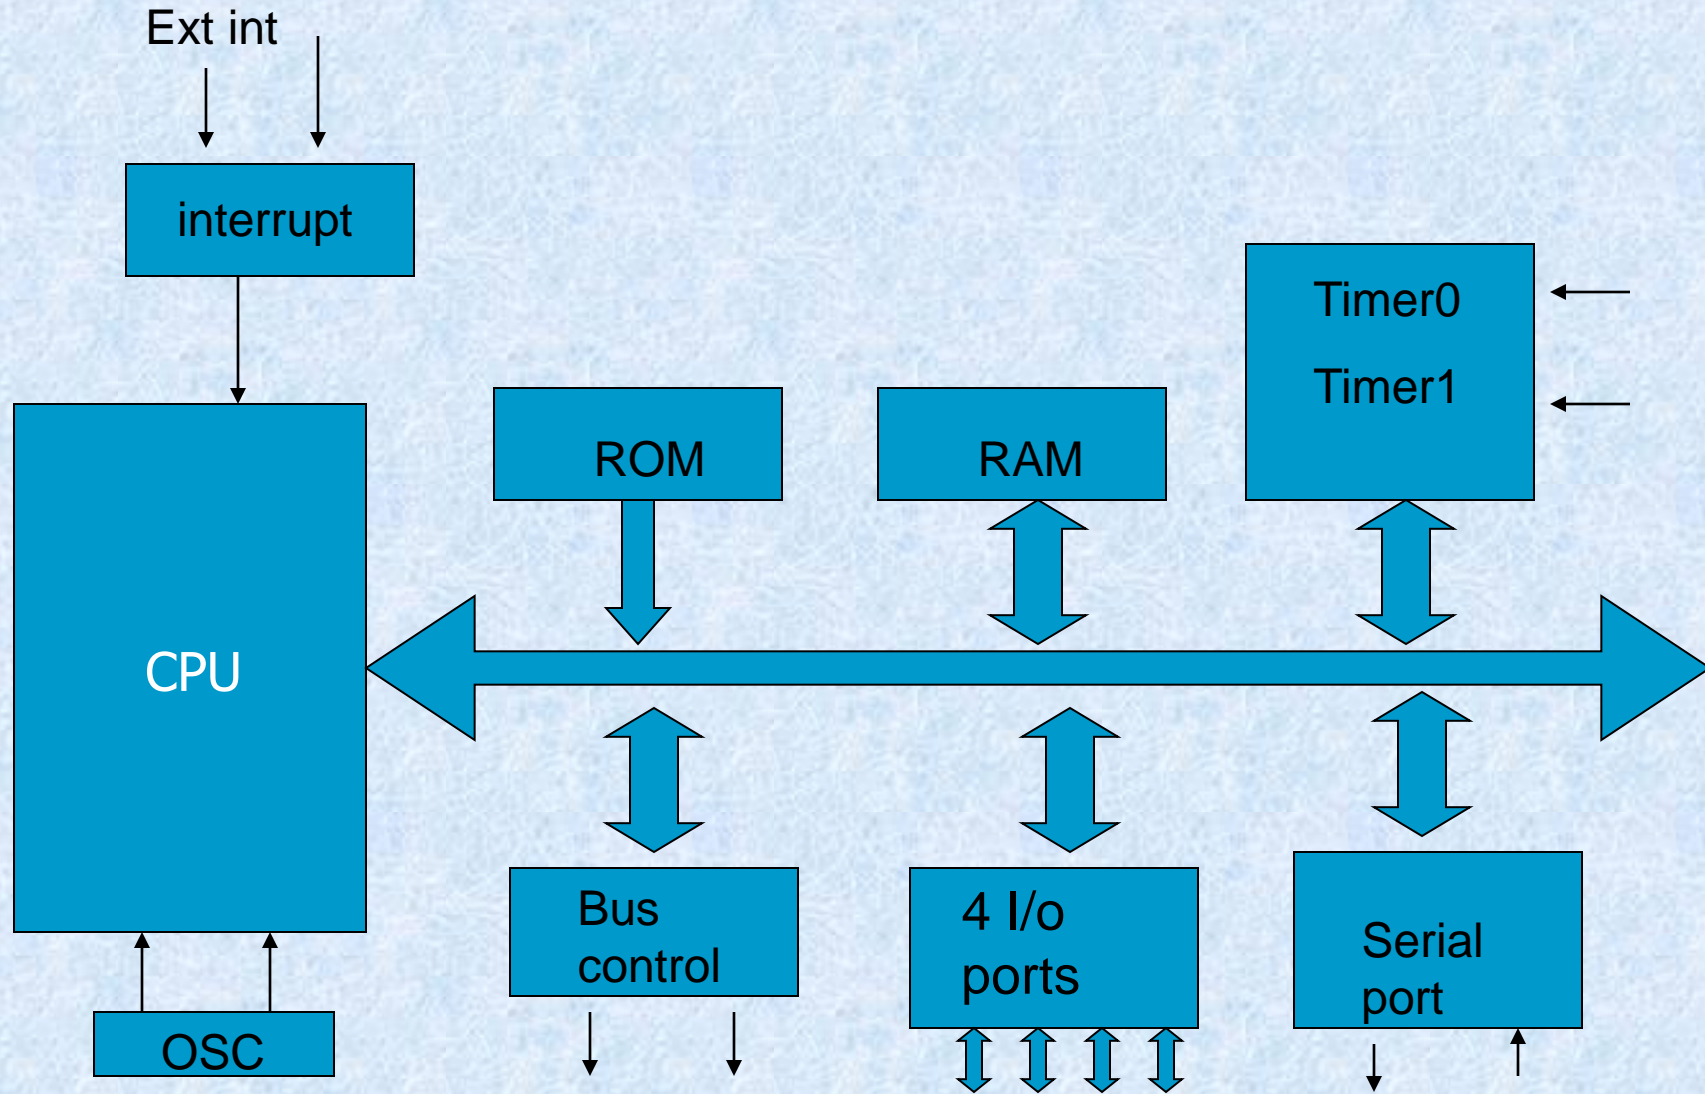 Ext int
interrupt
Timer0
Timer1
ROM
RAM
CPU
Bus
control
4 I/o
ports
Serial
port
OSC